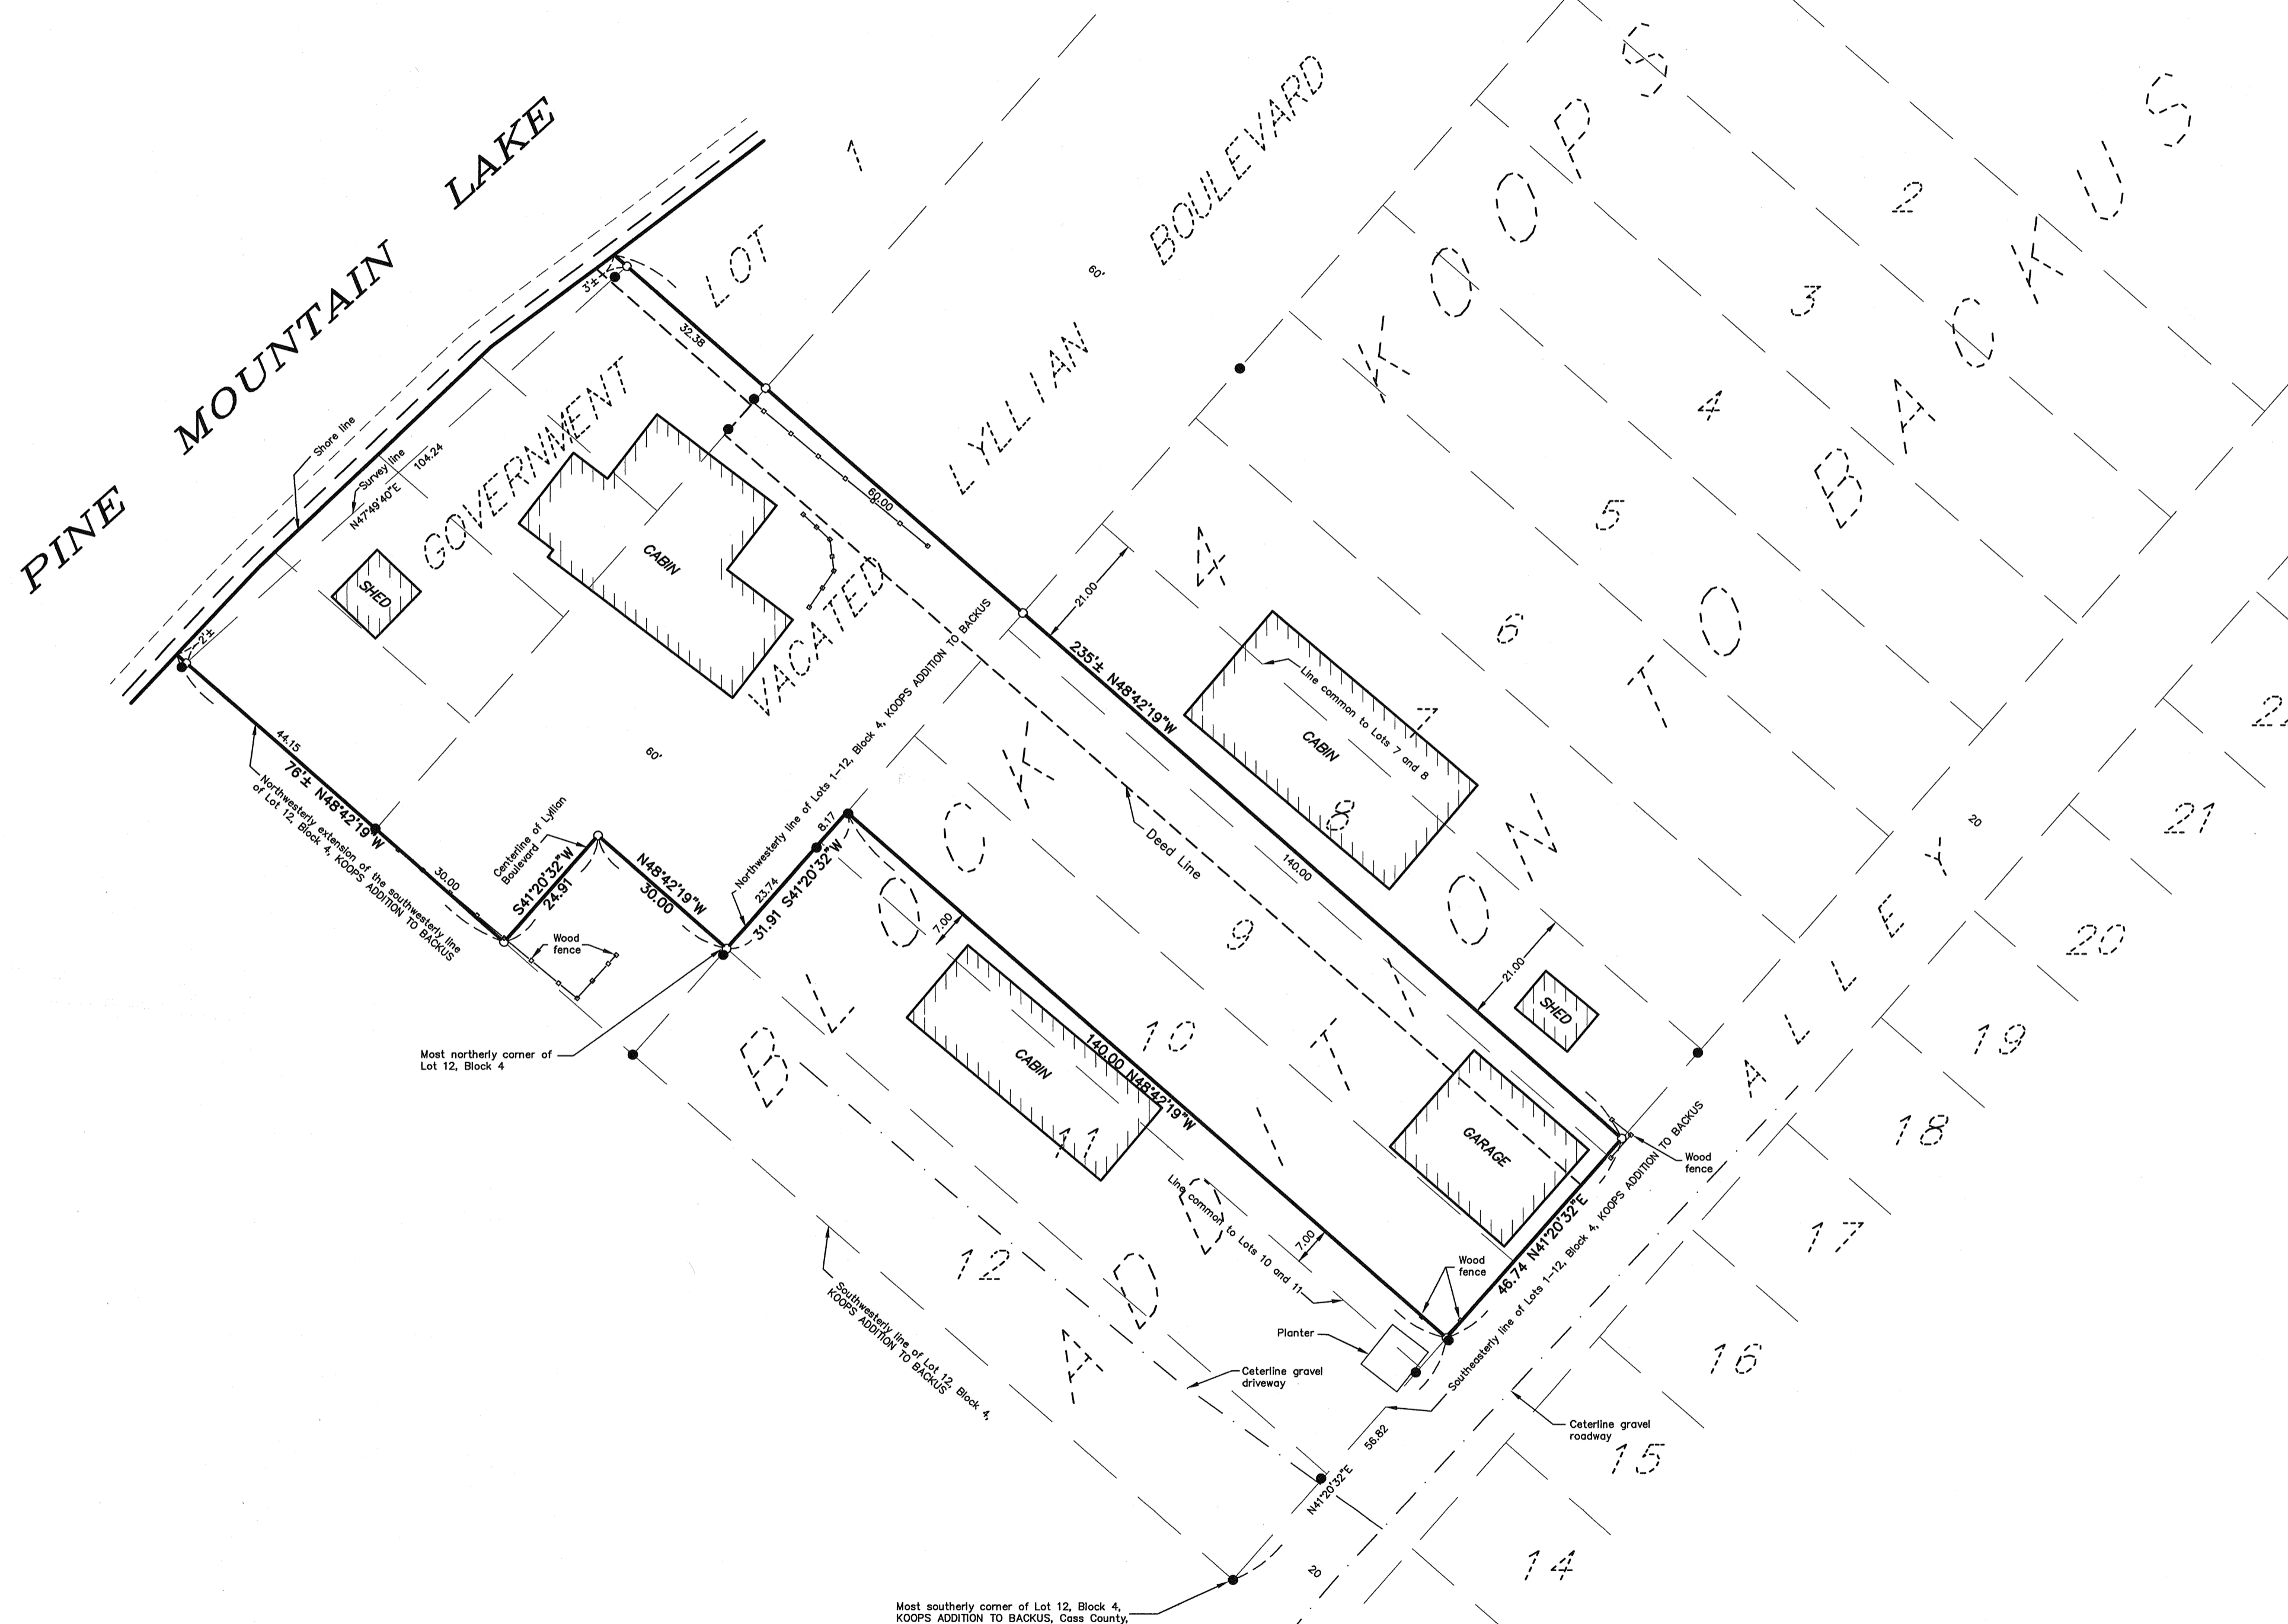 PINE MOUNTAIN LAKE
LOT 1
GOVERNMENT
LYLLIAN BOULEVARD
VACATED
60'
60'
KOOPS
ADDITION
TO
BACKUS
BLOCK 4
ALLEY
20
20
2
3
4
5
6
7
8
9
10
11
12
14
15
16
17
18
19
20
21
Shore line
Survey line
104.24
N47°49'40"E
3'±
2'±
32.38
60.00
235'± N48°42'19"W
140.00
21.00
21.00
CABIN
SHED
CABIN
SHED
CABIN
GARAGE
Line common to Lots 7 and 8
Deed Line
44.15
76'± N48°42'19"W
30.00
Northwesterly extension of the southwesterly line
of Lot 12, Block 4, KOOPS ADDITION TO BACKUS
Centerline of Lyllian
Boulevard
S41°20'32"W
24.91
N48°42'19"W
30.00
Wood
fence
Northwesterly line of Lots 1-12, Block 4, KOOPS ADDITION TO BACKUS
8.17
23.74
31.91 S41°20'32"W
7.00
140.00 N48°42'19"W
7.00
Most northerly corner of
Lot 12, Block 4
Line common to Lots 10 and 11
Southwesterly line of Lot 12, Block 4,
KOOPS ADDITION TO BACKUS
Wood
fence
Wood
fence
46.74 N41°20'32"E
Southeasterly line of Lots 1-12, Block 4, KOOPS ADDITION TO BACKUS
Planter
Ceterline gravel
driveway
Ceterline gravel
roadway
56.82
N41°20'32"E
Most southerly corner of Lot 12, Block 4,
KOOPS ADDITION TO BACKUS, Cass County,